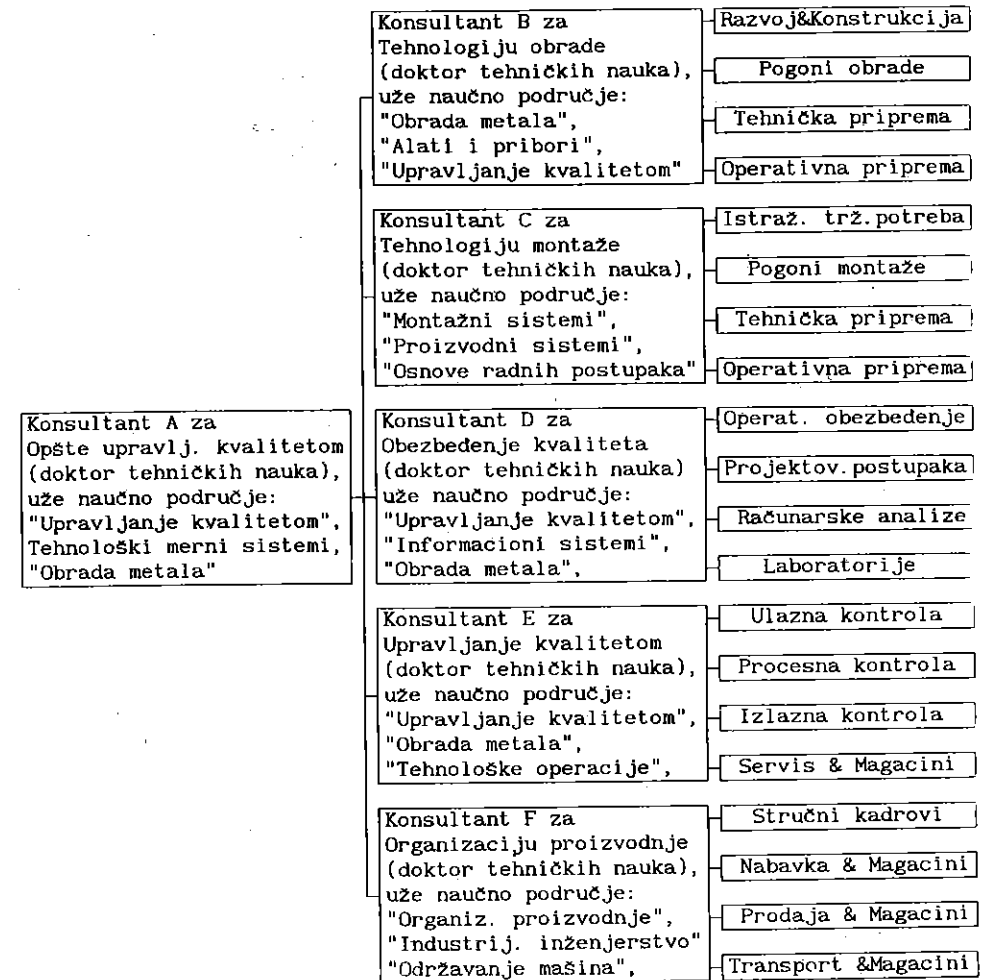 Konsultant A za
Opšte upravlj. kvalitetom
(doktor tehničkih nauka),
uže naučno područje:
"Upravljanje kvalitetom",
Tehnološki merni sistemi,
"Obrada metala"
Konsultant B za
Tehnologiju obrade
(doktor tehničkih nauka),
uže naučno područje:
"Obrada metala",
"Alati i pribori",
"Upravljanje kvalitetom"
Razvoj&Konstrukcija
Pogoni obrade
Tehnička priprema
Operativna priprema
Konsultant C za
Tehnologiju montaže
(doktor tehničkih nauka),
uže naučno područje:
"Montažni sistemi",
"Proizvodni sistemi",
"Osnove radnih postupaka"
Istraž. trž.potreba
Pogoni montaže
Tehnička priprema
Operativna priprema
Konsultant D za
Obezbeđenje kvaliteta
(doktor tehničkih nauka)
uže naučno područje:
"Upravljanje kvalitetom",
"Informacioni sistemi",
"Obrada metala",
Operat. obezbeđenje
Projektov.postupaka
Računarske analize
Laboratorije
Konsultant E za
Upravljanje kvalitetom
(doktor tehničkih nauka),
uže naučno područje:
"Upravljanje kvalitetom",
"Obrada metala",
"Tehnološke operacije",
Ulazna kontrola
Procesna kontrola
Izlazna kontrola
Servis & Magacini
Konsultant F za
Organizaciju proizvodnje
(doktor tehničkih nauka),
uže naučno područje:
"Organiz. proizvodnje",
"Industrij. inženjerstvo"
"Održavanje mašina",
Stručni kadrovi
Nabavka & Magacini
Prodaja & Magacini
Transport &Magacini